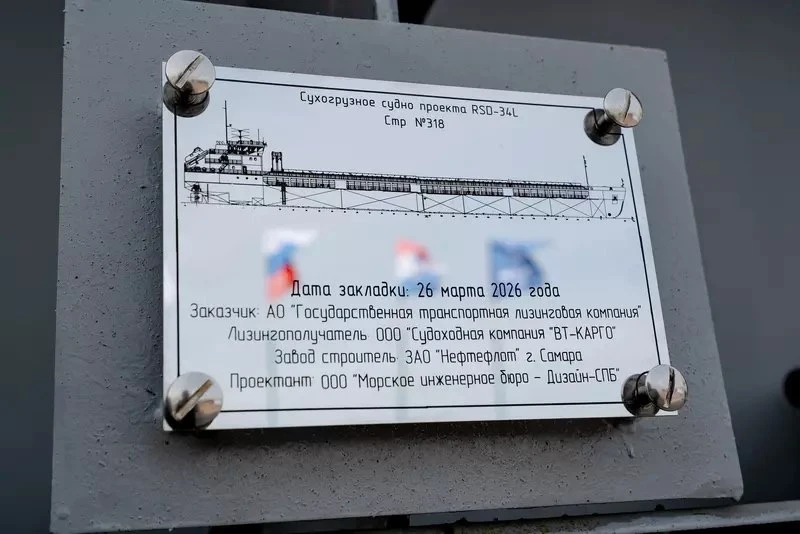 Сухогрузное судно проекта RSD-34L
Стр №318
Дата закладки: 26 марта 2026 года
Заказчик: АО "Государственная транспортная лизинговая компания"
Лизингополучатель: ООО "Судоходная компания "ВТ-КАРГО"
Завод строитель: ЗАО "Нефтефлот" г. Самара
Проектант: ООО "Морское инженерное бюро - Дизайн-СПБ"